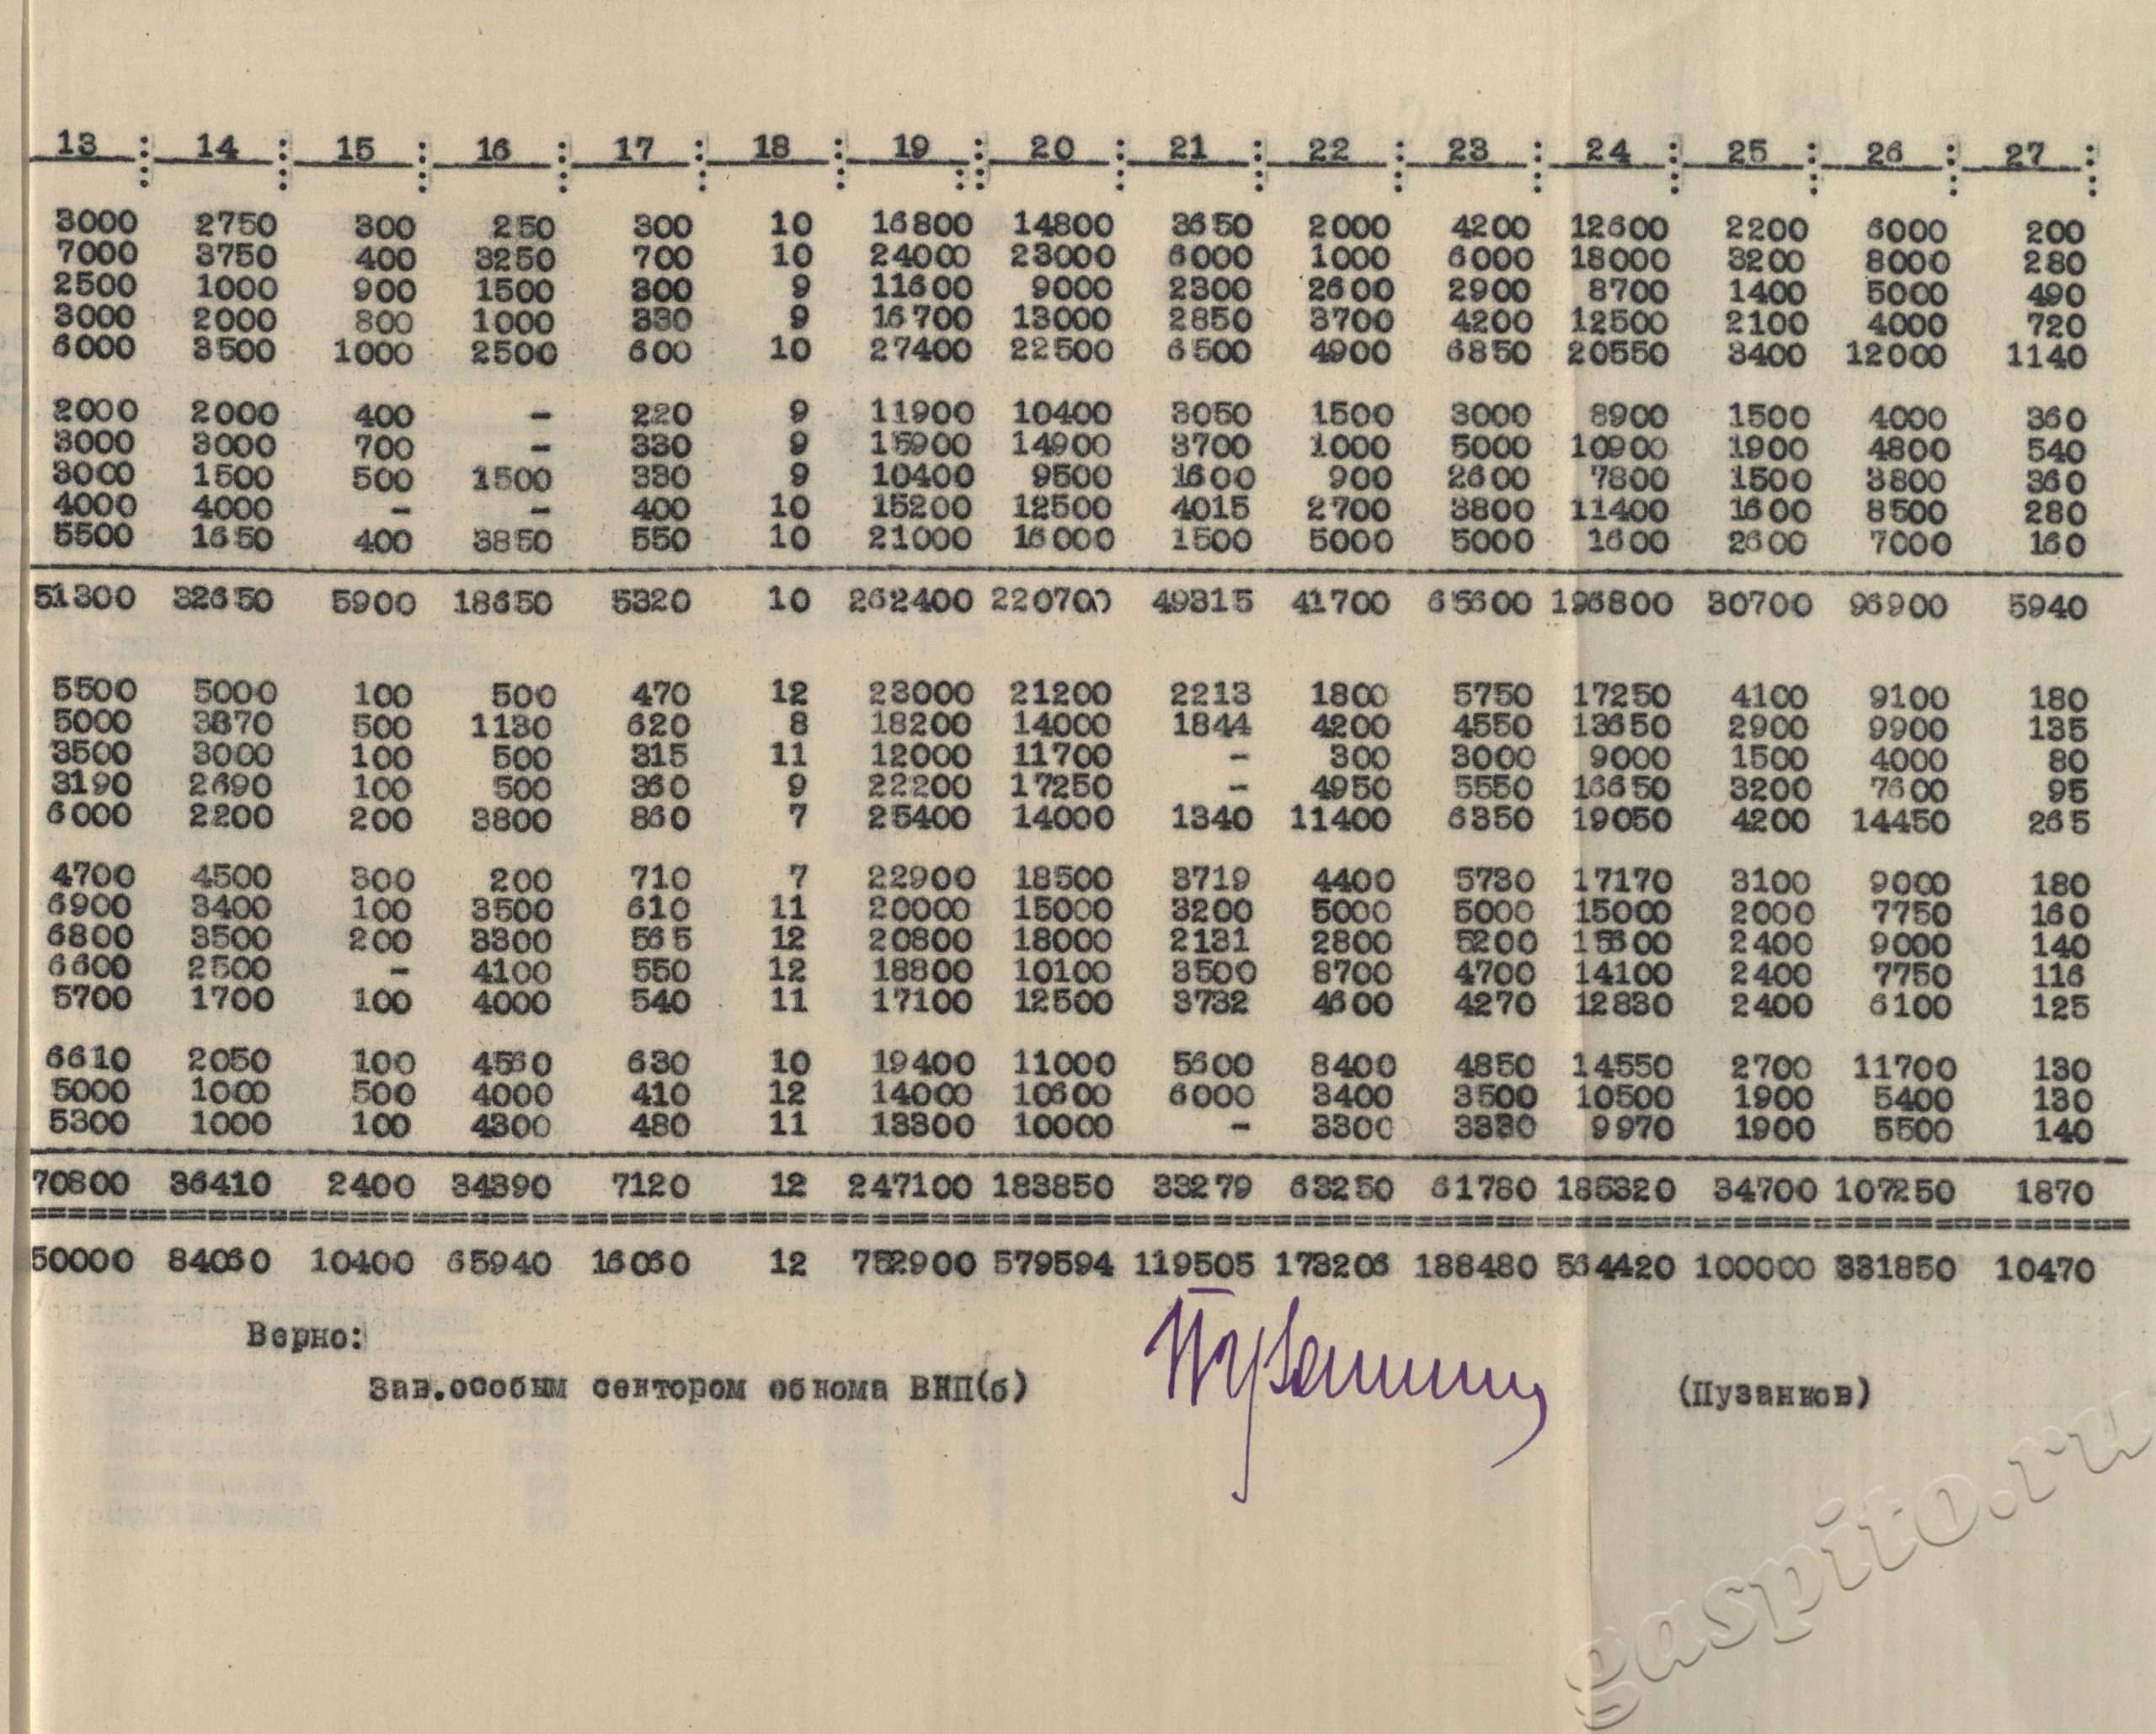 13 : 14 : 15 : 16 : 17 : 18 : 19 : 20 : 21 : 22 : 23 : 24 : 25 : 26 : 27 :
3000 2750 300 250 300 10 16800 14800 3650 2000 4200 12600 2200 6000 200
7000 3750 400 3250 700 10 24000 23000 6000 1000 6000 18000 3200 8000 280
2500 1000 900 1500 300 9 11600 9000 2300 2600 2900 8700 1400 5000 490
3000 2000 800 1000 330 9 16700 13000 2850 3700 4200 12500 2100 4000 720
6000 3500 1000 2500 600 10 27400 22500 6500 4900 6850 20550 3400 12000 1140
2000 2000 400 - 220 9 11900 10400 3050 1500 3000 8900 1500 4000 360
3000 3000 700 - 330 9 15900 14900 3700 1000 5000 10900 1900 4800 540
3000 1500 500 1500 330 9 10400 9500 1600 900 2600 7800 1500 3800 360
4000 4000 - - 400 10 15200 12500 4015 2700 3800 11400 1600 8500 280
5500 1650 400 3850 550 10 21000 16000 1500 5000 5000 1600 2600 7000 160
51300 32650 5900 18650 5320 10 262400 220700 49315 41700 65600 196800 30700 96900 5940
5500 5000 100 500 470 12 23000 21200 2213 1800 5750 17250 4100 9100 180
5000 3870 500 1130 620 8 18200 14000 1844 4200 4550 13650 2900 9900 135
3500 3000 100 500 315 11 12000 11700 - 300 3000 9000 1500 4000 80
3190 2690 100 500 360 9 22200 17250 - 4950 5550 16650 3200 7600 95
6000 2200 200 3800 860 7 25400 14000 1340 11400 6350 19050 4200 14450 265
4700 4500 300 200 710 7 22900 18500 3719 4400 5730 17170 3100 9000 180
6900 3400 100 3500 610 11 20000 15000 3200 5000 5000 15000 2000 7750 160
6800 3500 200 3300 565 12 20800 18000 2131 2800 5200 15600 2400 9000 140
6600 2500 - 4100 550 12 18800 10100 3500 8700 4700 14100 2400 7750 116
5700 1700 100 4000 540 11 17100 12500 3732 4600 4270 12830 2400 6100 125
6610 2050 100 4560 630 10 19400 11000 5600 8400 4850 14550 2700 11700 130
5000 1000 500 4000 410 12 14000 10600 6000 3400 3500 10500 1900 5400 130
5300 1000 100 4300 480 11 13300 10000 - 3300 3330 9970 1900 5500 140
70800 36410 2400 34390 7120 12 247100 183850 33279 63250 61780 185320 34700 107250 1870
50000 84060 10400 65940 16060 12 752900 579594 119505 173206 188480 564420 100000 331850 10470
Верно:
Зав.особым сектором обкома ВКП(б) (Пузанков)
gaspito.ru